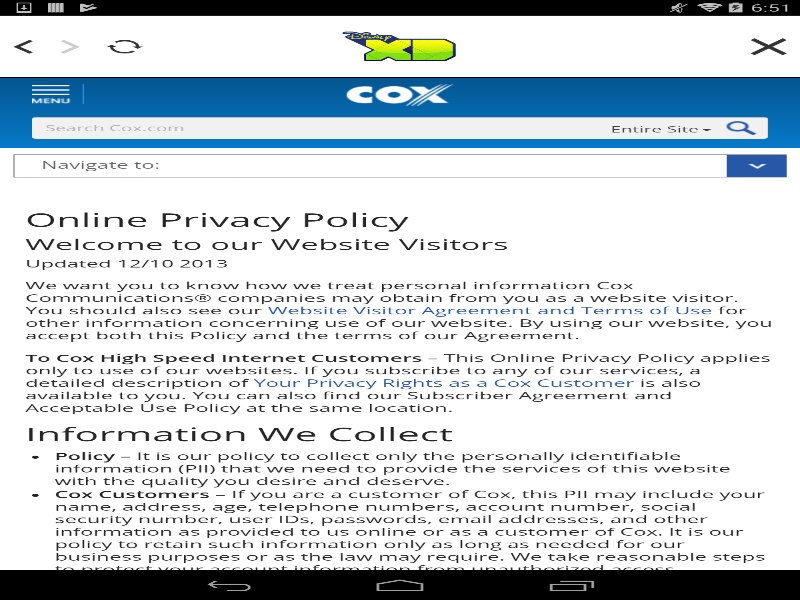 6:51
Disney XD
MENU
COX
Search Cox.com
Entire Site
Navigate to:
Online Privacy Policy
Welcome to our Website Visitors
Updated 12/10 2013
We want you to know how we treat personal information Cox
Communications® companies may obtain from you as a website visitor.
You should also see our Website Visitor Agreement and Terms of Use for
other information concerning use of our website. By using our website, you
accept both this Policy and the terms of our Agreement.
To Cox High Speed Internet Customers – This Online Privacy Policy applies
only to use of our websites. If you subscribe to any of our services, a
detailed description of Your Privacy Rights as a Cox Customer is also
available to you. You can also find our Subscriber Agreement and
Acceptable Use Policy at the same location.
Information We Collect
• Policy – It is our policy to collect only the personally identifiable
information (PII) that we need to provide the services of this website
with the quality you desire and deserve.
• Cox Customers – If you are a customer of Cox, this PII may include your
name, address, age, telephone numbers, account number, social
security number, user IDs, passwords, email addresses, and other
information as provided to us online or as a customer of Cox. It is our
policy to retain such information only as long as needed for our
business purposes or as the law may require. We take reasonable steps
to protect your account information from unauthorized access.